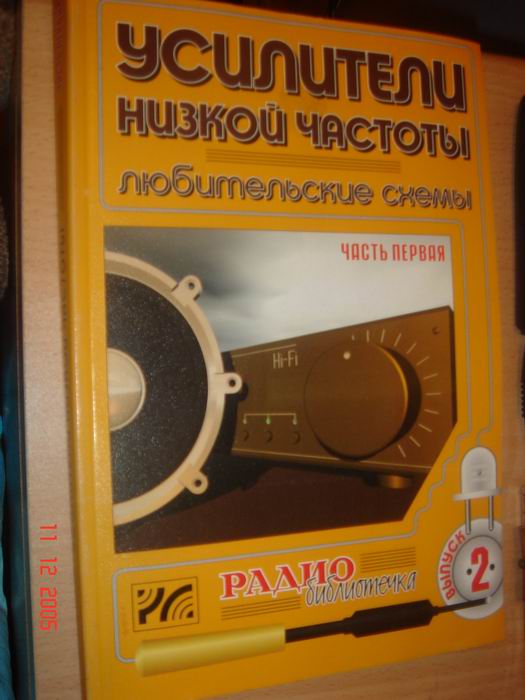 УСИЛИТЕЛИ
НИЗКОЙ ЧАСТОТЫ
любительские схемы
ЧАСТЬ ПЕРВАЯ
Hi-Fi
РАДИО
библиотечка
ВЫПУСК
2
11 12 2005